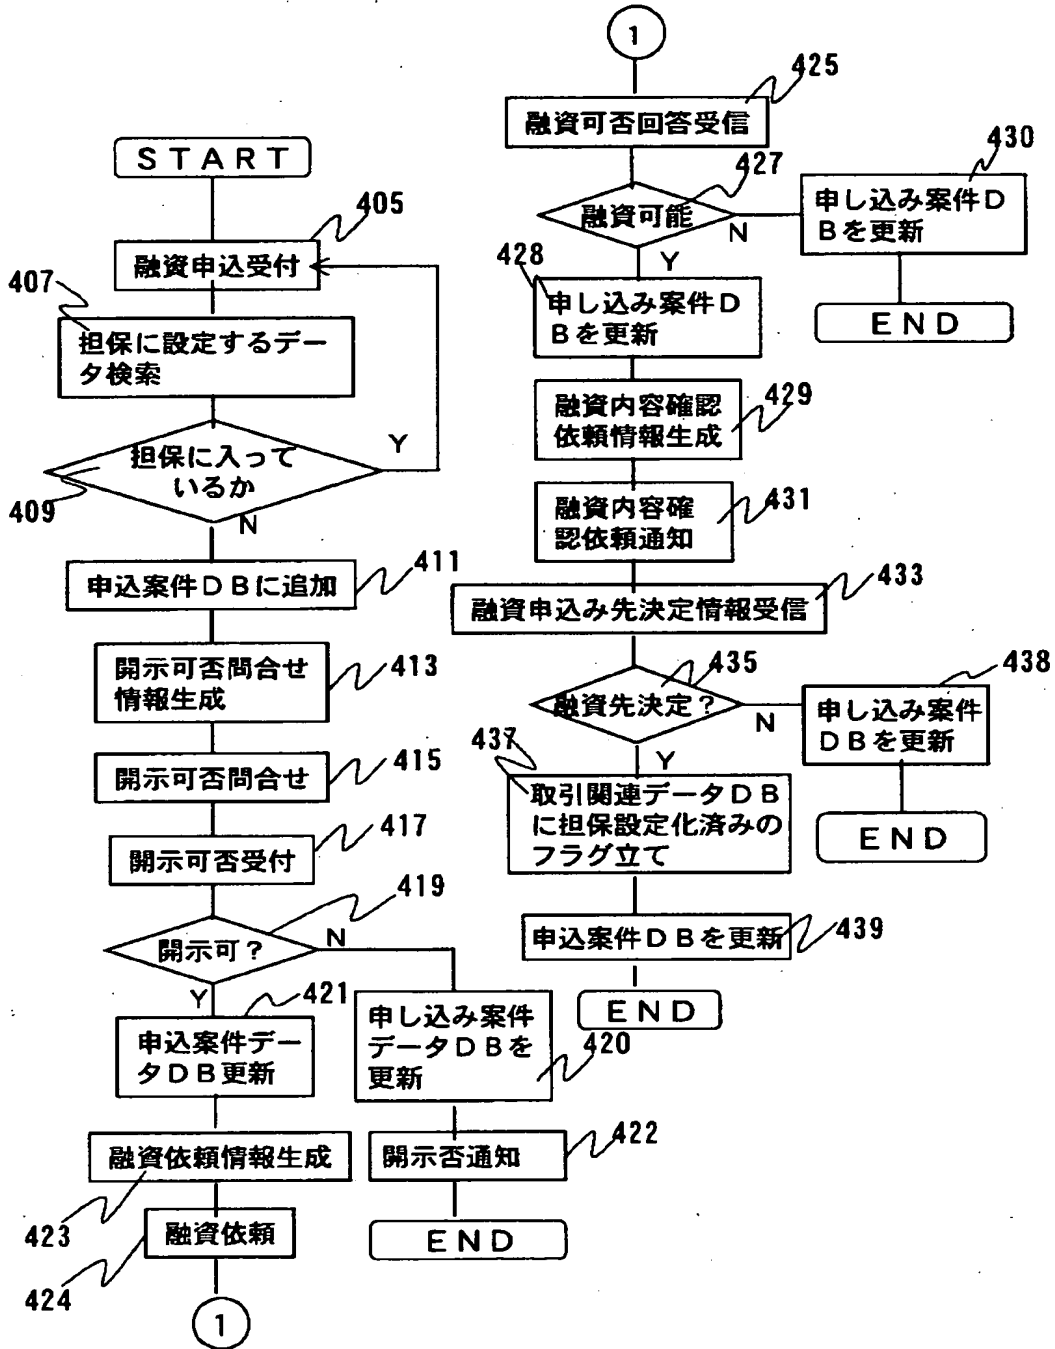 START
405
融資申込受付
407
担保に設定するデー
タ検索
担保に入って
いるか
Y
409
N
申込案件DBに追加
411
開示可否問合せ
情報生成
413
開示可否問合せ
415
開示可否受付
417
419
開示可?
N
Y
421
申込案件デー
タDB更新
申し込み案件
データDBを
更新
420
融資依頼情報生成
423
開示否通知
422
END
融資依頼
424
1
1
425
融資可否回答受信
427
融資可能
N
Y
430
申し込み案件D
Bを更新
END
428
申し込み案件D
Bを更新
融資内容確認
依頼情報生成
429
融資内容確
認依頼通知
431
融資申込み先決定情報受信
433
435
融資先決定?
N
Y
438
申し込み案件
DBを更新
END
437
取引関連データDB
に担保設定化済みの
フラグ立て
申込案件DBを更新
439
END